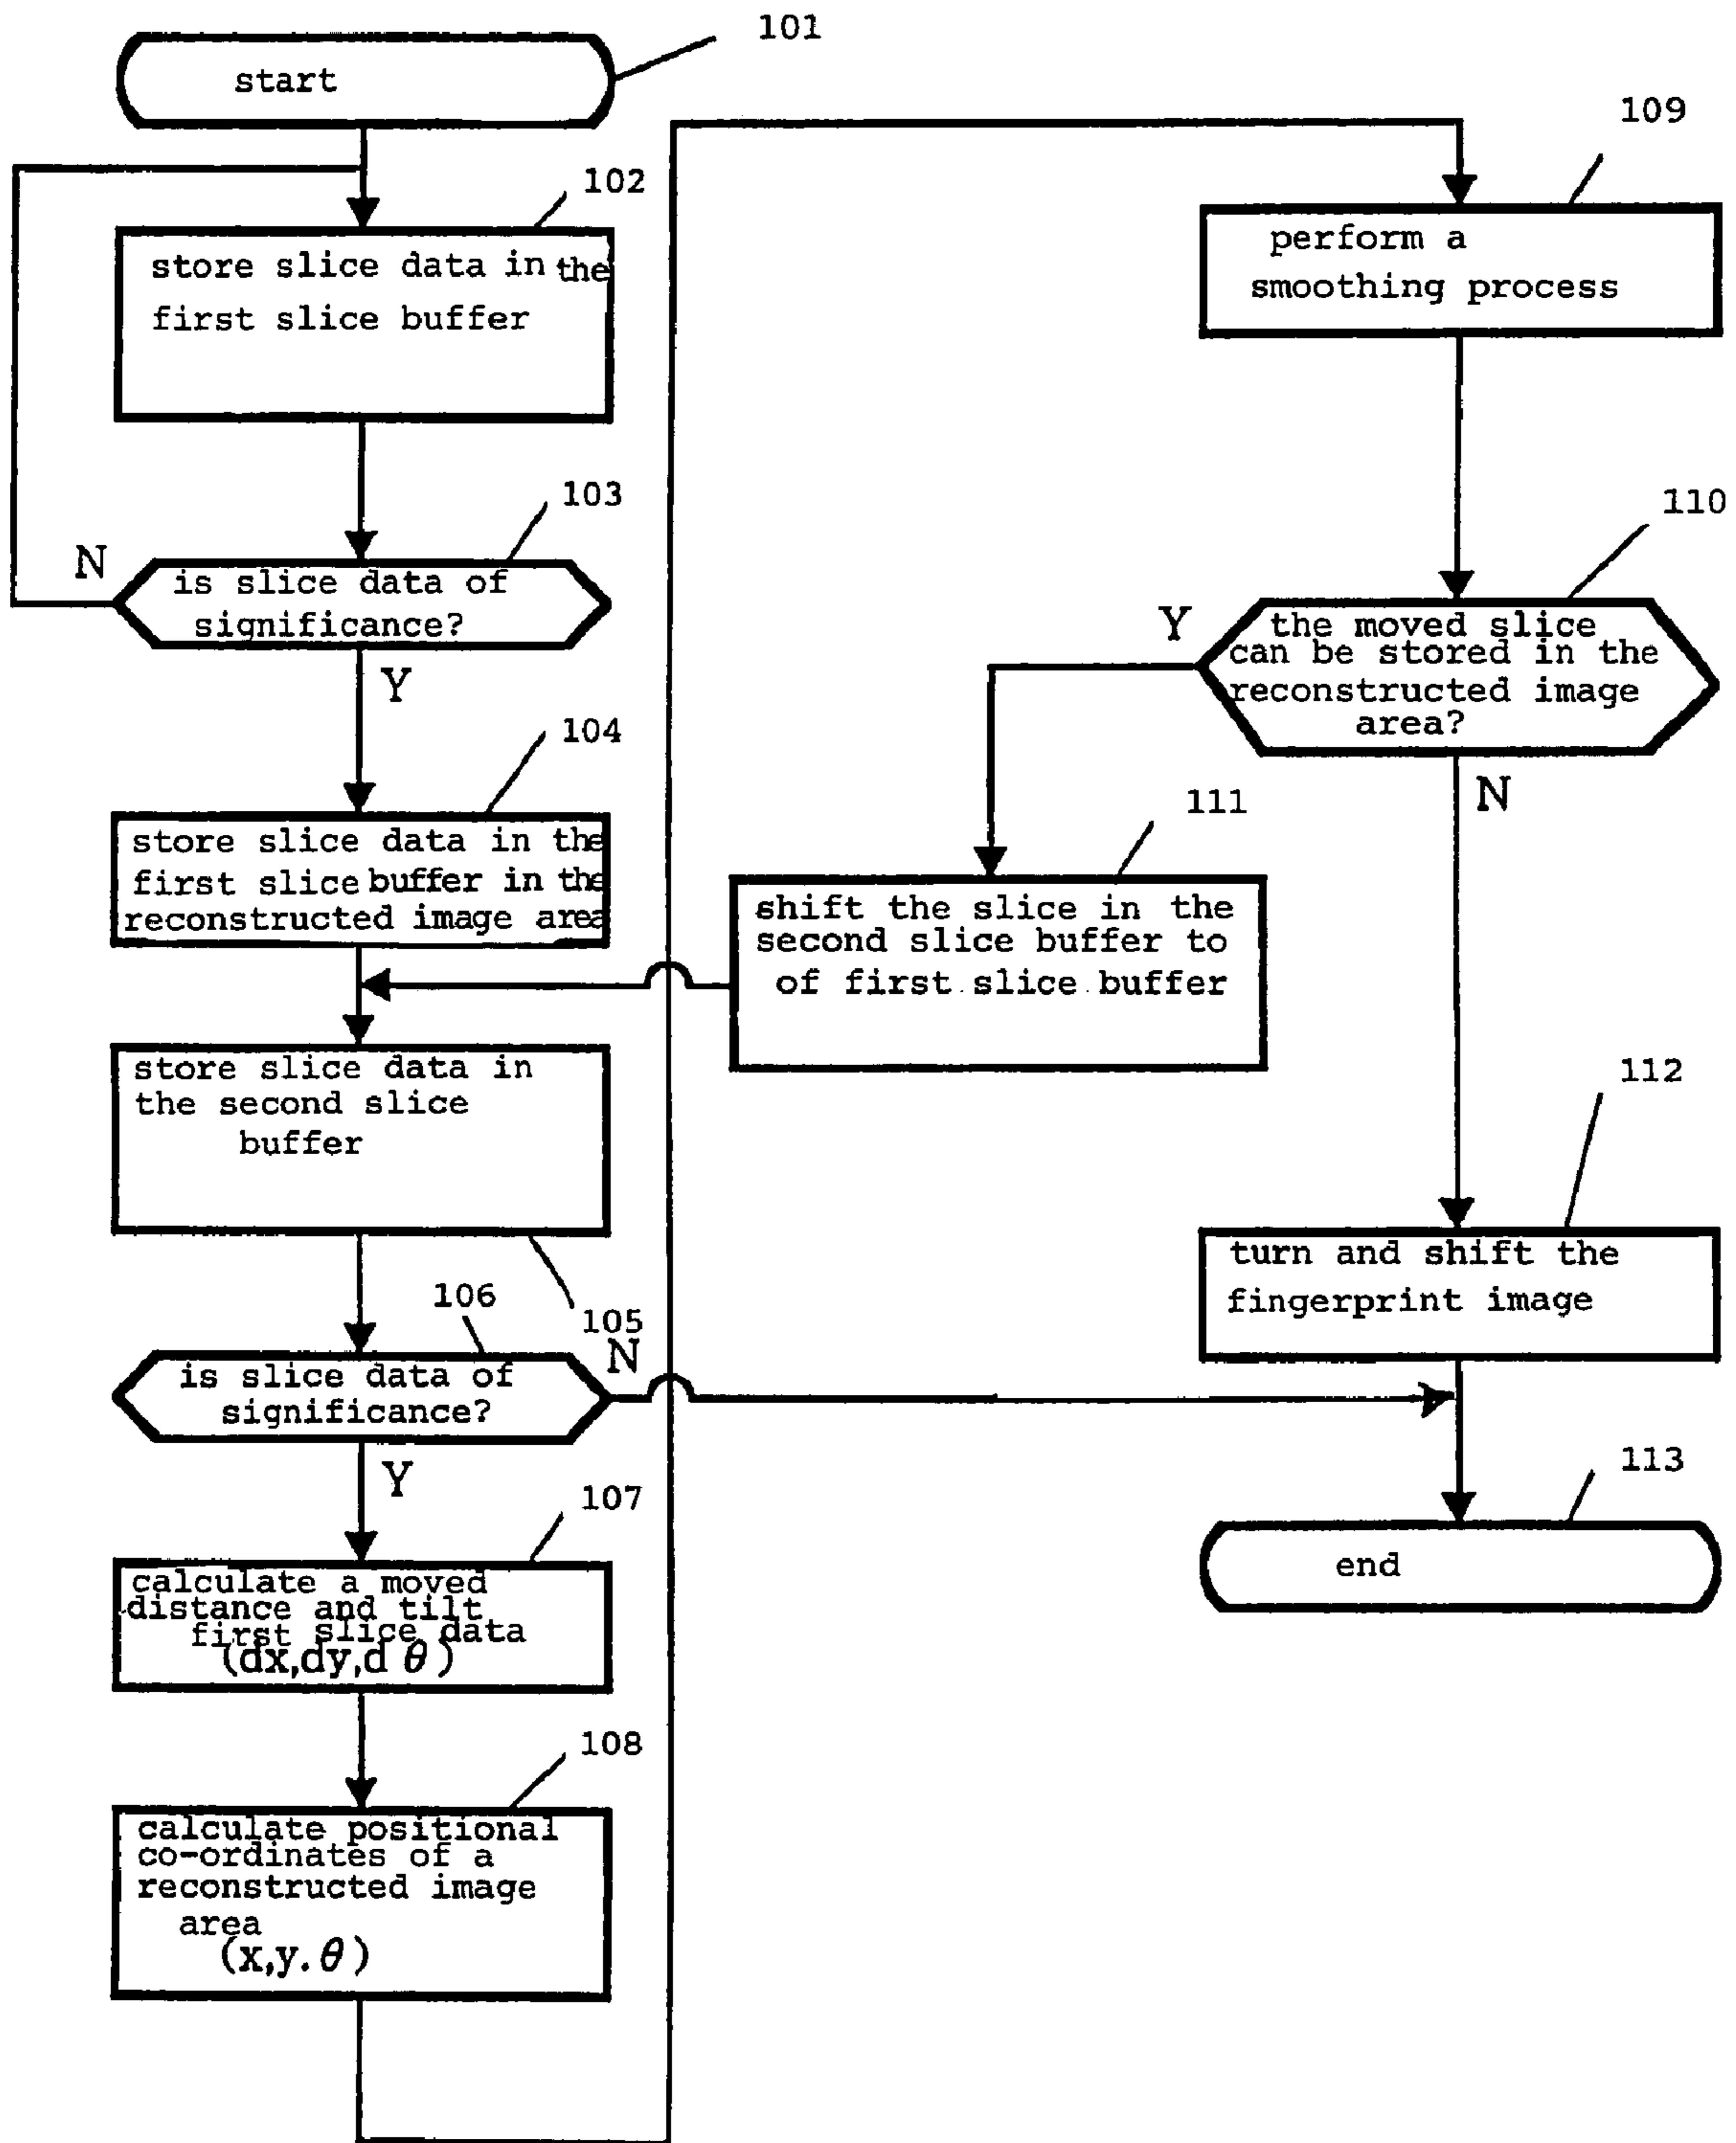 101
start
102
store slice data in the
first slice buffer
103
N
is slice data of
significance?
Y
104
store slice data in the
first slice buffer in the
reconstructed image area
store slice data in
the second slice
buffer
105
106
N
is slice data of
significance?
Y
107
calculate a moved
distance and tilt
first slice data
(dx,dy,d θ)
108
calculate positional
co-ordinates of a
reconstructed image
area
(x,y.θ)
109
perform a
smoothing process
110
Y
the moved slice
can be stored in the
reconstructed image
area?
N
111
shift the slice in the
second slice buffer to
of first slice buffer
112
turn and shift the
fingerprint image
113
end